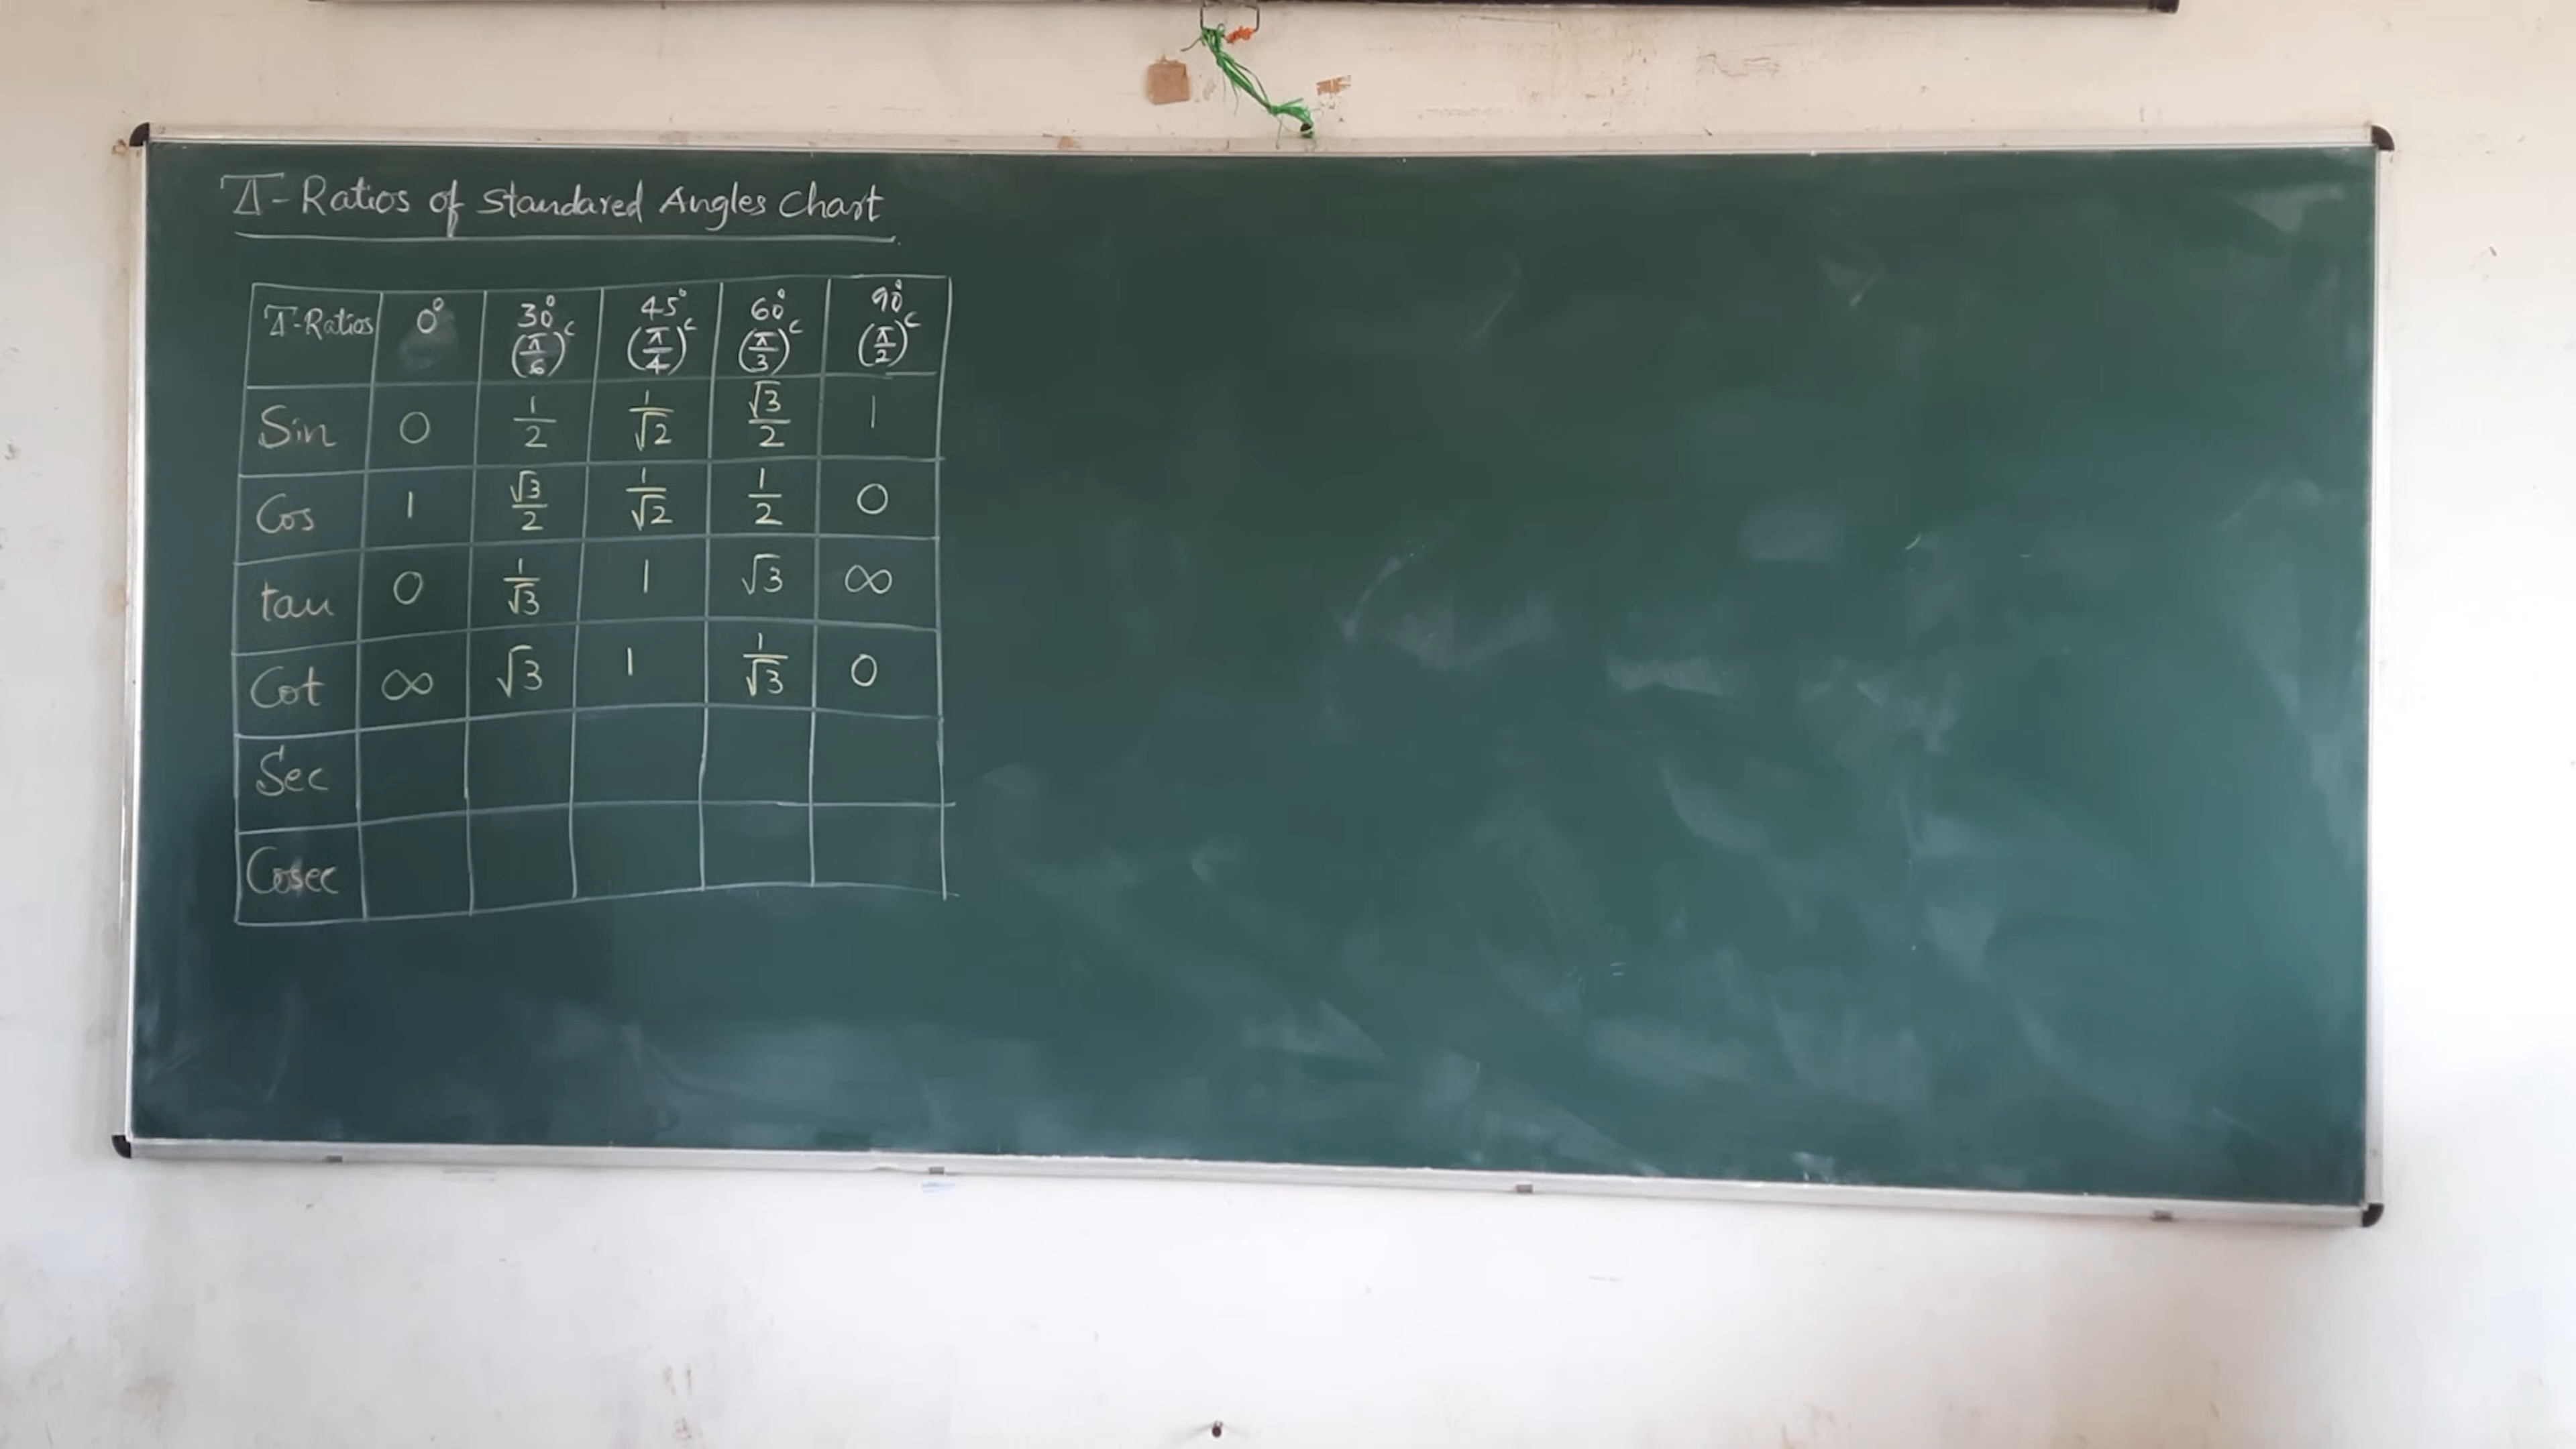 T-Ratios of Standared Angles Chart
T-Ratios 0° 30° (π/6)ᶜ 45° (π/4)ᶜ 60° (π/3)ᶜ 90° (π/2)ᶜ
Sin 0 1/2 1/√2 √3/2 1
Cos 1 √3/2 1/√2 1/2 0
tan 0 1/√3 1 √3 ∞
Cot ∞ √3 1 1/√3 0
Sec
Cosec